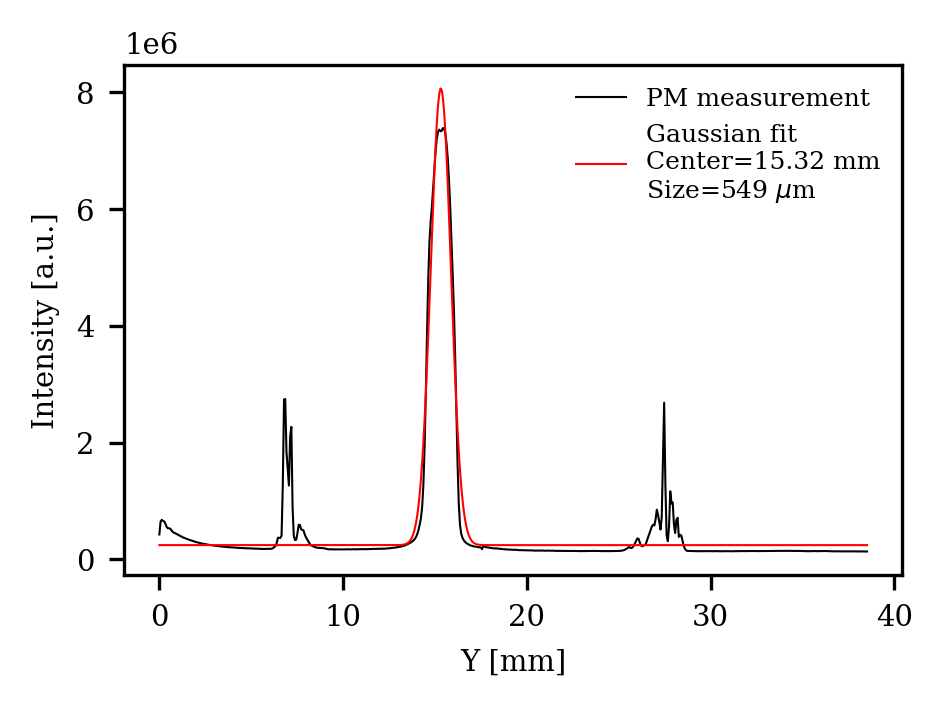 1e6
8
6
4
2
0
Intensity [a.u.]
0 10 20 30 40
Y [mm]
PM measurement
Gaussian fit
Center=15.32 mm
Size=549 μm